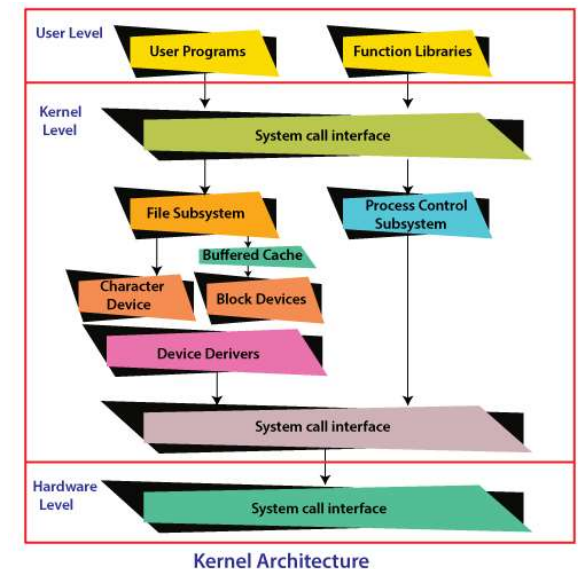 User Level
User Programs
Function Libraries
Kernel
Level
System call interface
File Subsystem
Process Control
Subsystem
Buffered Cache
Character
Device
Block Devices
Device Derivers
System call interface
Hardware
Level
System call interface
Kernel Architecture